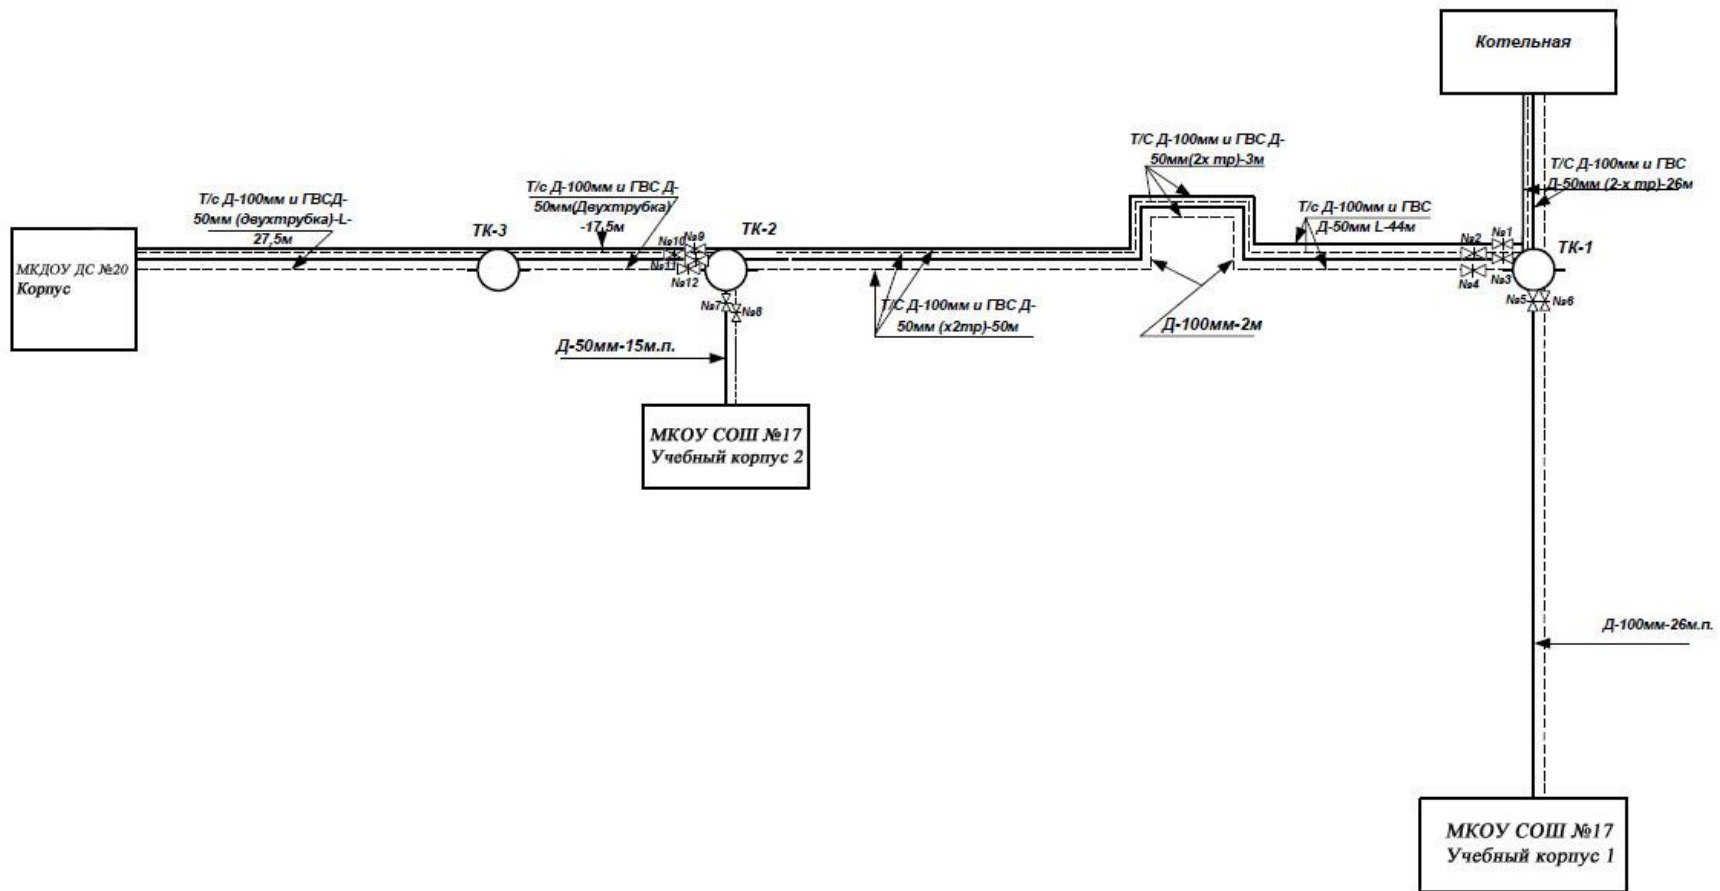 Котельная
Т/С Д-100мм и ГВС Д-
50мм(2х тр)-3м
Т/С Д-100мм и ГВС
Д-50мм (2-х тр)-26м
Т/с Д-100мм и ГВСД-
50мм (двухтрубка)-L-
27,5м
Т/с Д-100мм и ГВС Д-
50мм(Двухтрубка)
-17,5м
Т/с Д-100мм и ГВС
Д-50мм L-44м
ТК-3
ТК-2
ТК-1
№10
№9
№11
№12
№2
№1
№4
№3
№5
№6
МКДОУ ДС №20
Корпус
№7
№8
Т/С Д-100мм и ГВС Д-
50мм (х2тр)-50м
Д-100мм-2м
Д-50мм-15м.п.
МКОУ СОШ №17
Учебный корпус 2
Д-100мм-26м.п.
МКОУ СОШ №17
Учебный корпус 1